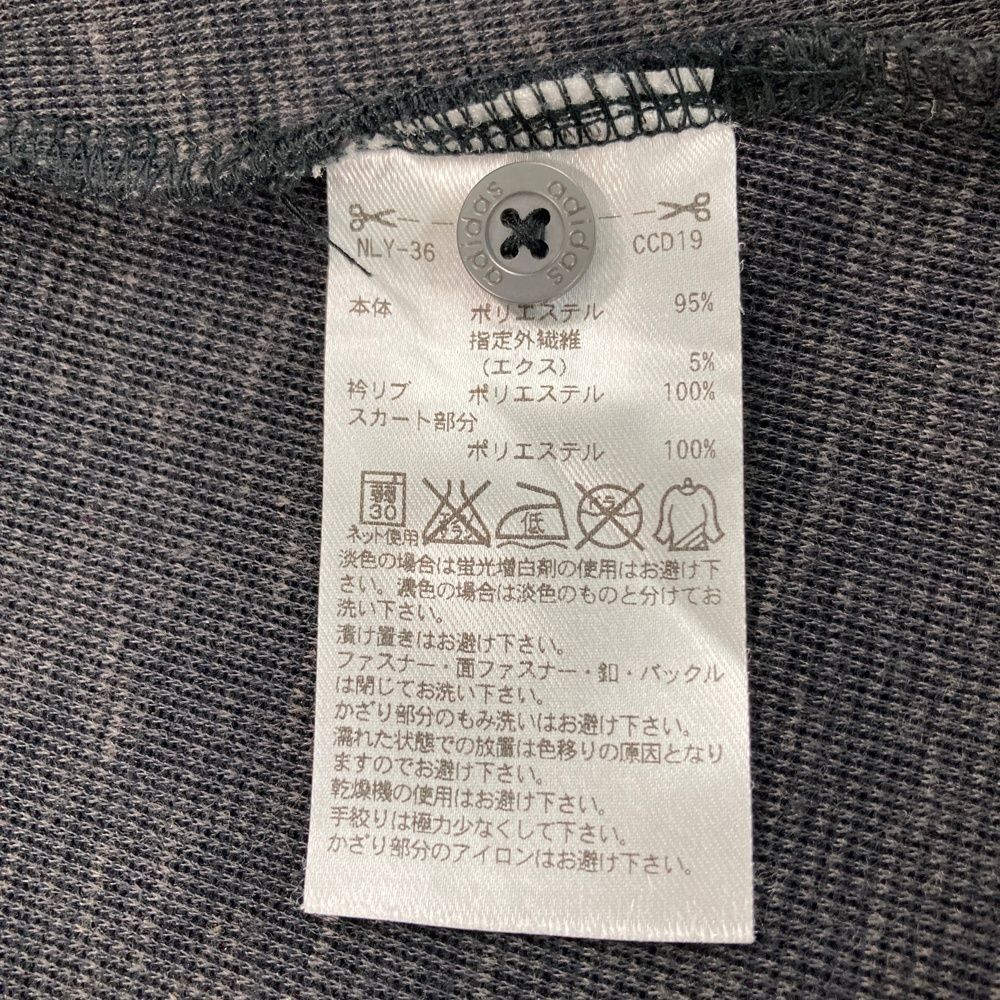 adidas adidas
NLY-36 CCD19
本体 ポリエステル 95%
指定外繊維
(エクス) 5%
衿リブ ポリエステル 100%
スカート部分
ポリエステル 100%
弱
30
エンソ
サラシ
低
ドライ
ネット使用
淡色の場合は蛍光増白剤の使用はお避け下
さい。濃色の場合は淡色のものと分けてお
洗い下さい。
漬け置きはお避け下さい。
ファスナー・面ファスナー・釦・バックル
は閉じてお洗い下さい。
かざり部分のもみ洗いはお避け下さい。
濡れた状態での放置は色移りの原因となり
ますのでお避け下さい。
乾燥機の使用はお避け下さい。
手絞りは極力少なくして下さい。
かざり部分のアイロンはお避け下さい。